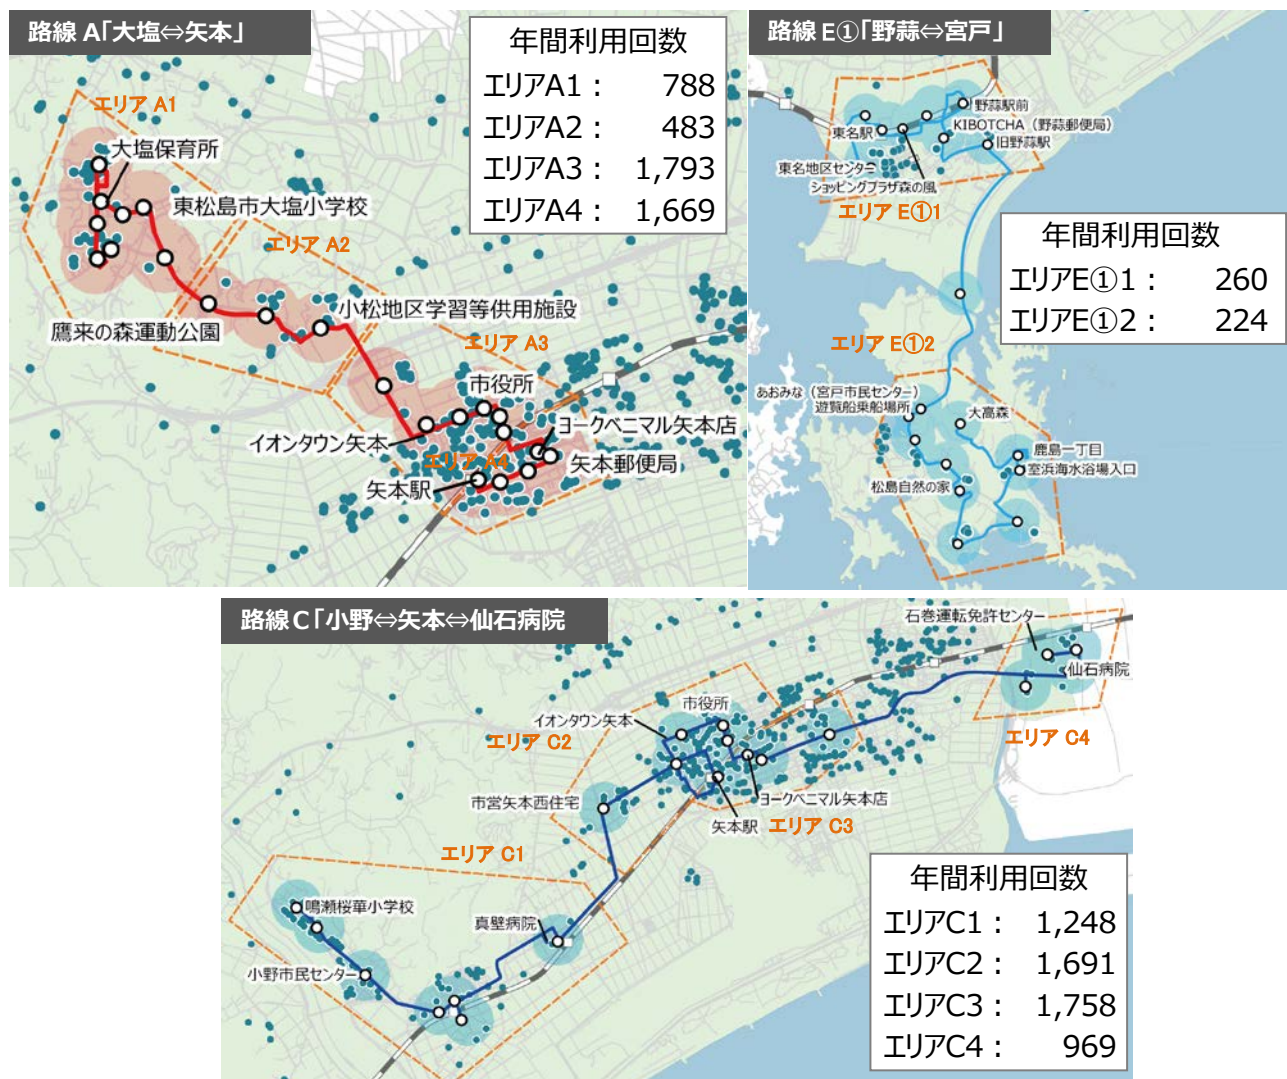 路線A「大塩⇔矢本」
年間利用回数
エリアA1： 788
エリアA2： 483
エリアA3： 1,793
エリアA4： 1,669
エリア A1
大塩保育所
東松島市大塩小学校
エリア A2
小松地区学習等供用施設
鷹来の森運動公園
エリア A3
市役所
ヨークベニマル矢本店
イオンタウン矢本
エリア A4
矢本郵便局
矢本駅
路線E①「野蒜⇔宮戸」
野蒜駅前
東名駅
KIBOTCHA（野蒜郵便局）
旧野蒜駅
東名地区センター
ショッピングプラザ森の風
エリア E①1
年間利用回数
エリアE①1： 260
エリアE①2： 224
エリア E①2
あおみな（宮戸市民センター）
遊覧船乗船場所
大高森
鹿島一丁目
室浜海水浴場入口
松島自然の家
路線C「小野⇔矢本⇔仙石病院
石巻運転免許センター
仙石病院
市役所
イオンタウン矢本
エリア C2
エリア C4
市営矢本西住宅
ヨークベニマル矢本店
矢本駅
エリア C3
エリア C1
鳴瀬桜華小学校
真壁病院
小野市民センター
年間利用回数
エリアC1： 1,248
エリアC2： 1,691
エリアC3： 1,758
エリアC4： 969